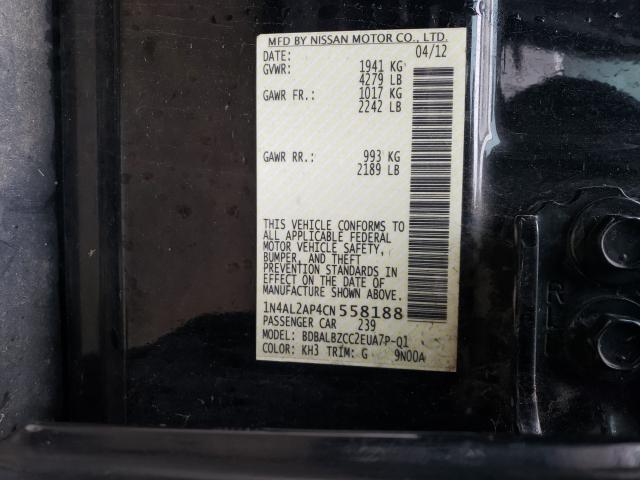 MFD BY NISSAN MOTOR CO., LTD.
DATE: 04/12
GVWR: 1941 KG
4279 LB
GAWR FR.: 1017 KG
2242 LB
GAWR RR.: 993 KG
2189 LB
THIS VEHICLE CONFORMS TO
ALL APPLICABLE FEDERAL
MOTOR VEHICLE SAFETY,
BUMPER, AND THEFT
PREVENTION STANDARDS IN
EFFECT ON THE DATE OF
MANUFACTURE SHOWN ABOVE.
1N4AL2AP4CN558188
PASSENGER CAR 239
MODEL: BDBALBZCC2EUA7P-Q1
COLOR: KH3 TRIM: G 9N00A